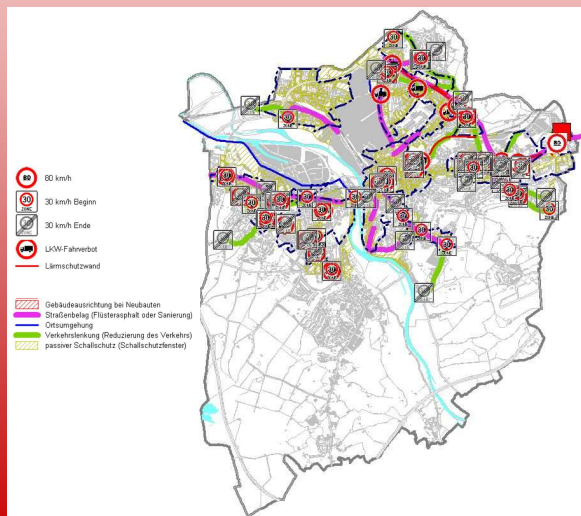 80 km/h
30 km/h Beginn
30 km/h Ende
LKW-Fahrverbot
Lärmschutzwand
Gebäudeausrichtung bei Neubauten
Straßenbelag (Flüsterasphalt oder Sanierung)
Ortsumgehung
Verkehrslenkung (Reduzierung des Verkehrs)
passiver Schallschutz (Schallschutzfenster)